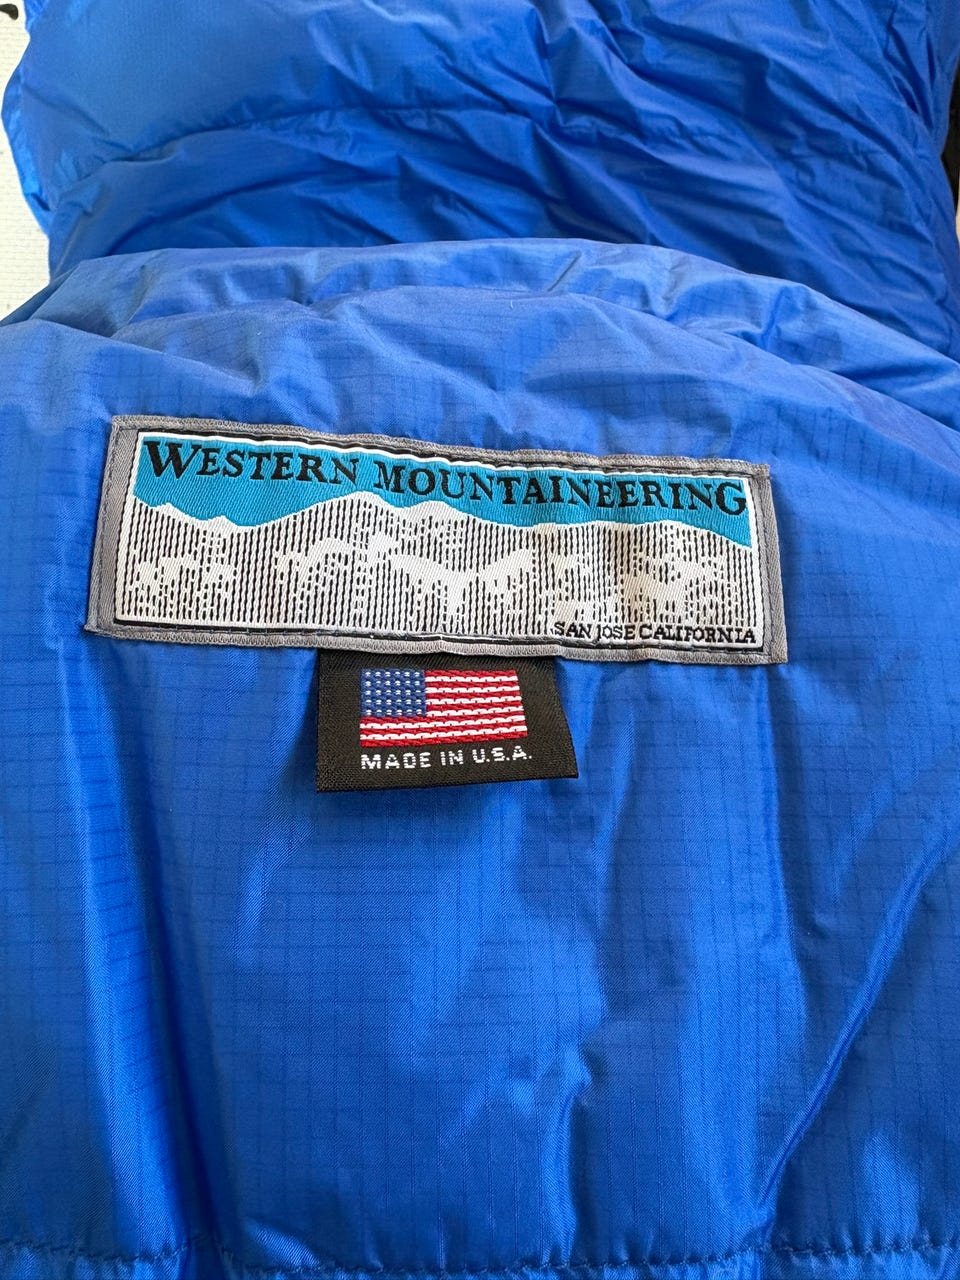 WESTERN MOUNTAINEERING
SAN JOSE CALIFORNIA
MADE IN U.S.A.